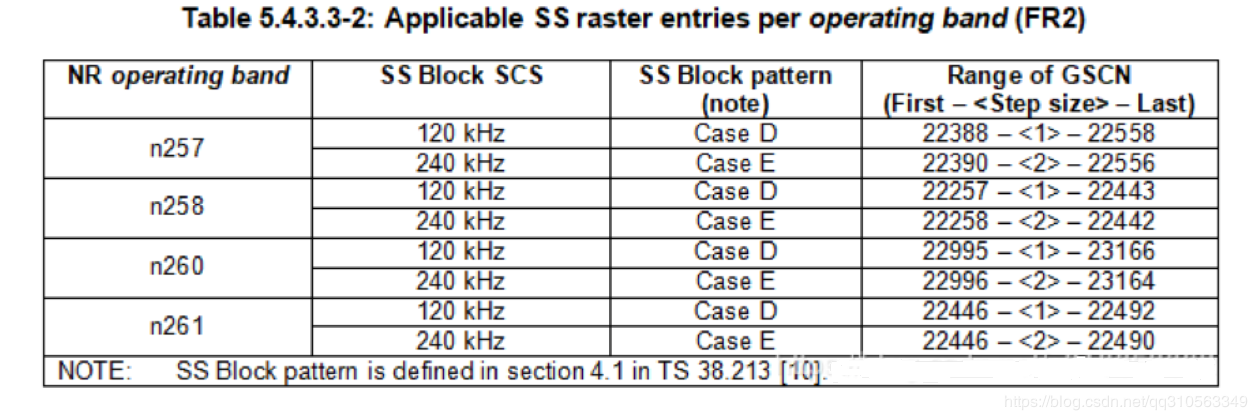 Table 5.4.3.3-2: Applicable SS raster entries per operating band (FR2)
NR operating band SS Block SCS SS Block pattern (note) Range of GSCN (First – <Step size> – Last)
n257 120 kHz Case D 22388 – <1> – 22558
240 kHz Case E 22390 – <2> – 22556
n258 120 kHz Case D 22257 – <1> – 22443
240 kHz Case E 22258 – <2> – 22442
n260 120 kHz Case D 22995 – <1> – 23166
240 kHz Case E 22996 – <2> – 23164
n261 120 kHz Case D 22446 – <1> – 22492
240 kHz Case E 22446 – <2> – 22490
NOTE: SS Block pattern is defined in section 4.1 in TS 38.213 [10].
https://blog.csdn.net/qq310563349